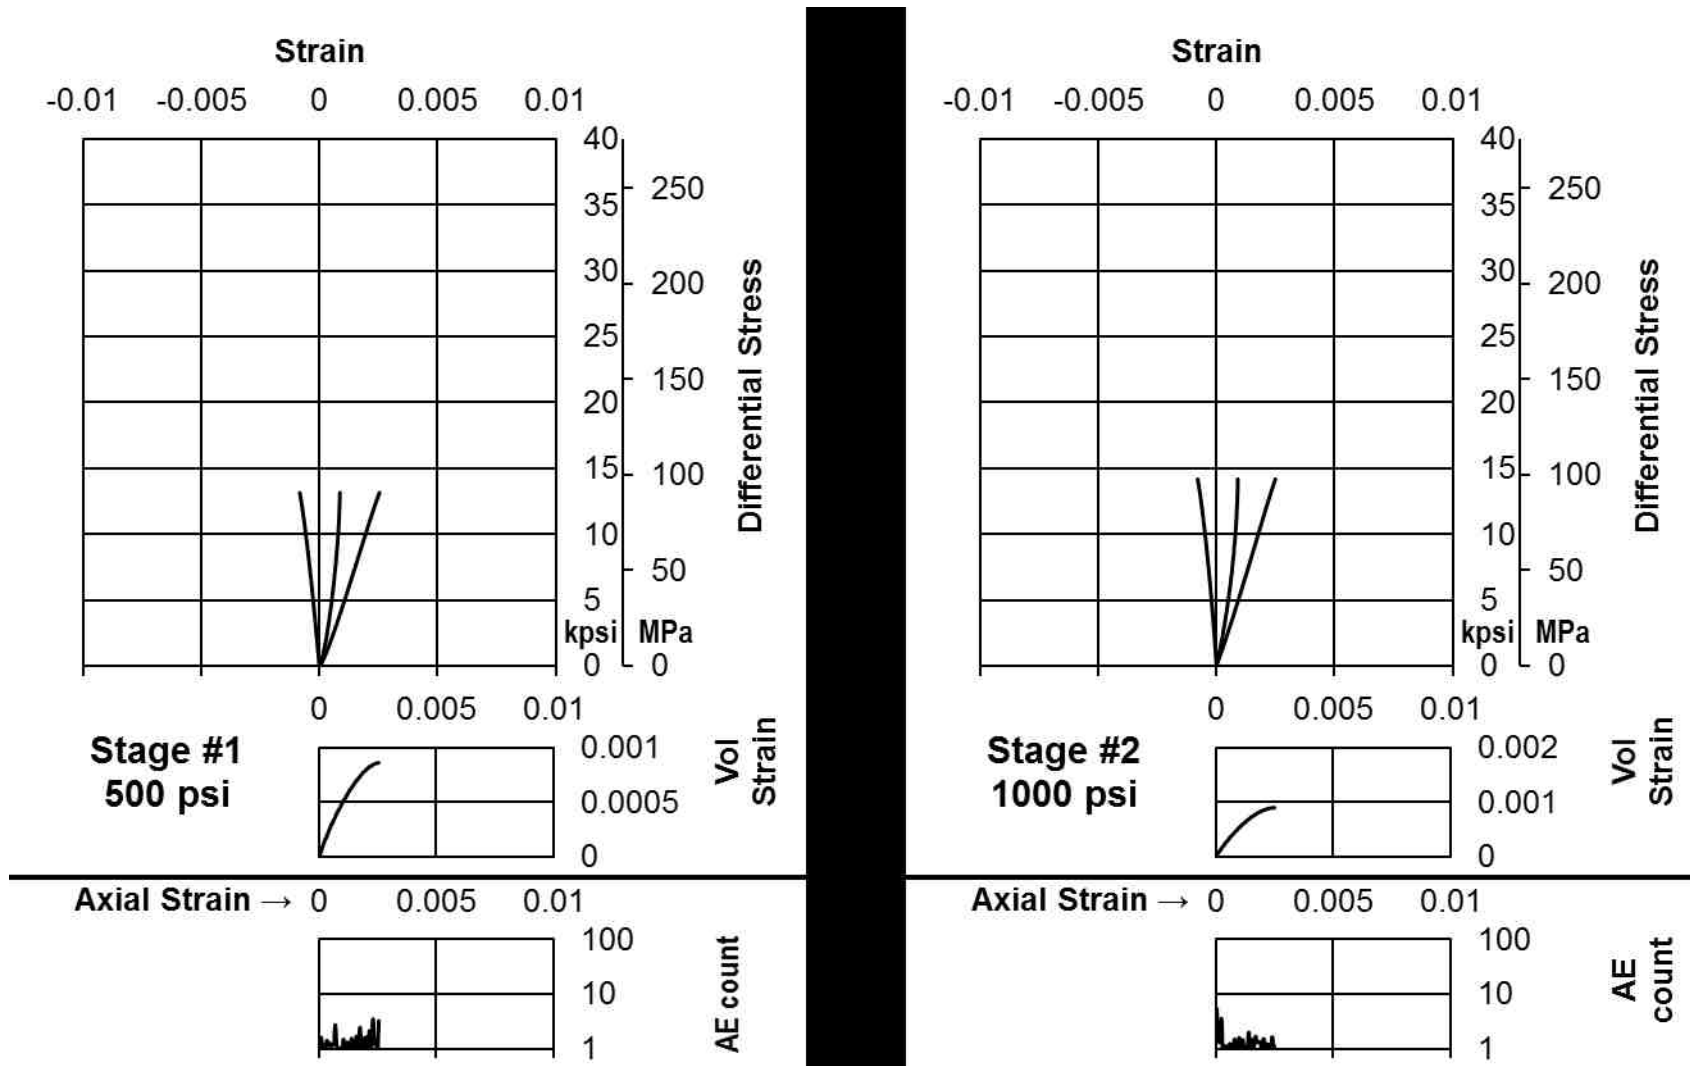 Strain
-0.01 -0.005 0 0.005 0.01
40
250
35
30
200
25
150
20
15
100
10
50
5
kpsi MPa
0 0
Differential Stress
0 0.005 0.01
Stage #1
500 psi
0.001
0.0005
0
Vol
Strain
Axial Strain → 0 0.005 0.01
100
10
1
AE count
Strain
-0.01 -0.005 0 0.005 0.01
40
250
35
30
200
25
150
20
15
100
10
50
5
kpsi MPa
0 0
Differential Stress
0 0.005 0.01
Stage #2
1000 psi
0.002
0.001
0
Vol
Strain
Axial Strain → 0 0.005 0.01
100
10
1
AE
count